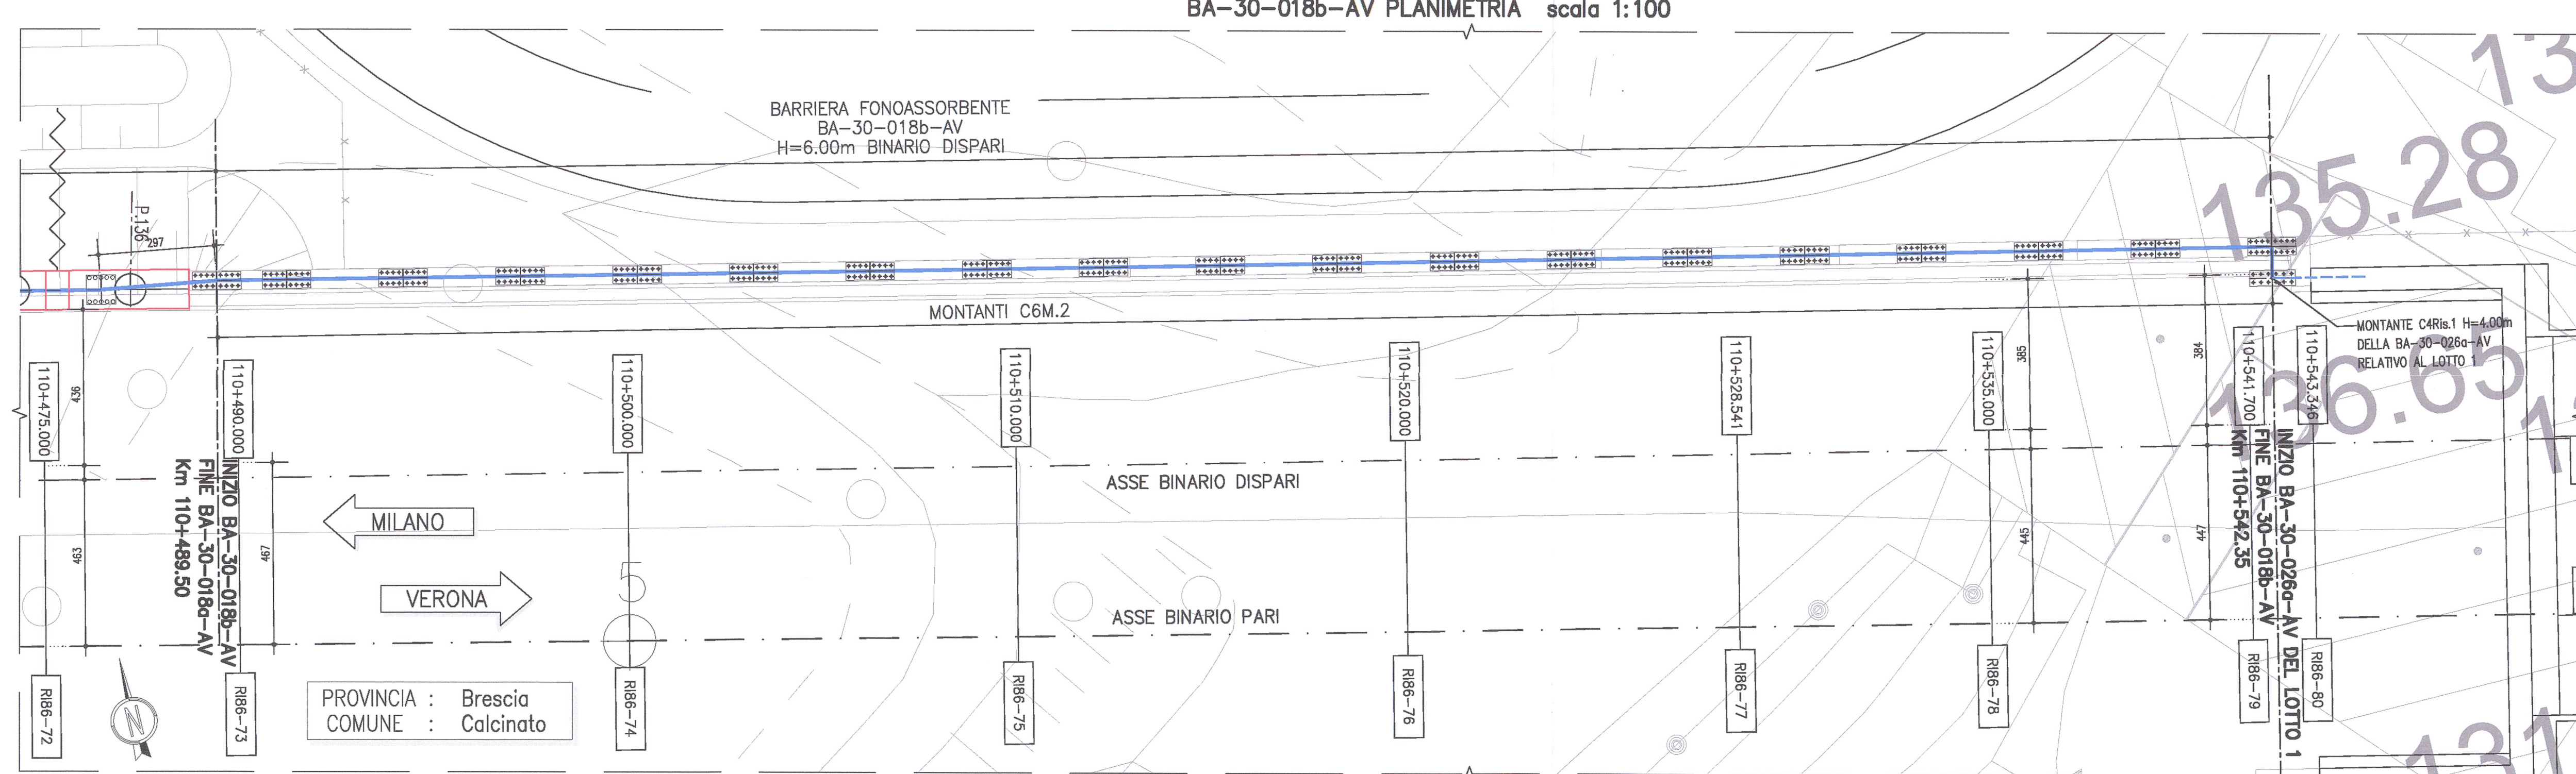 BA-30-018b-AV PLANIMETRIA scala 1:100
BARRIERA FONOASSORBENTE
BA-30-018b-AV
H=6.00m BINARIO DISPARI
135.28
P.136
297
MONTANTI C6M.2
MONTANTE C4Ris.1 H=4.00m
DELLA BA-30-026a-AV
RELATIVO AL LOTTO 1
136.65
110+475.000
436
110+490.000
110+500.000
110+510.000
110+520.000
110+528.541
110+535.000
385
384
110+541.700
110+543.346
INIZIO BA-30-018b-AV
FINE BA-30-018a-AV
Km 110+489.50
463
467
MILANO
VERONA
5
ASSE BINARIO DISPARI
ASSE BINARIO PARI
445
447
INIZIO BA-30-026a-AV DEL LOTTO 1
FINE BA-30-018b-AV
Km 110+542.35
RI86-72
N
RI86-73
PROVINCIA : Brescia
COMUNE : Calcinato
RI86-74
RI86-75
RI86-76
RI86-77
RI86-78
RI86-79
RI86-80